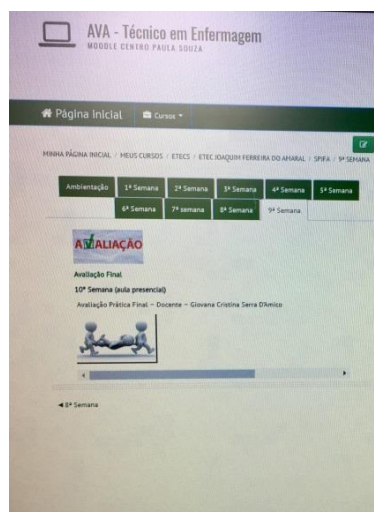 AVA - Técnico em Enfermagem
MOODLE CENTRO PAULA SOUZA
Página Inicial
Cursos
MINHA PÁGINA INICIAL / MEUS CURSOS / ETECS / ETEC JOAQUIM FERREIRA DO AMARAL / SPIFA / 9ª SEMANA
Ambientação
1ª Semana
2ª Semana
3ª Semana
4ª Semana
5ª Semana
6ª Semana
7ª semana
8ª Semana
9ª Semana
AVALIAÇÃO
Avaliação Final
10ª Semana (aula presencial)
Avaliação Prática Final - Docente - Giovana Cristina Serra D'Amico
◄ 8ª Semana